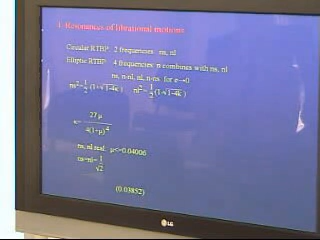 1. Resonances of librational motions
Circular RTBP 2 frequencies ns, nl
Elliptic RTBP 4 frequencies n combines with ns, nl
ns, n-nl, nl, n-ns for e→0
ns²=1/2(1+√1-4κ) nl²=1/2(1-√1-4κ)
κ= 27 μ / 4(1+μ)⁴
ns, nl real: μ<=0.04006
ns=nl= 1/√2
(0.03852)
LG